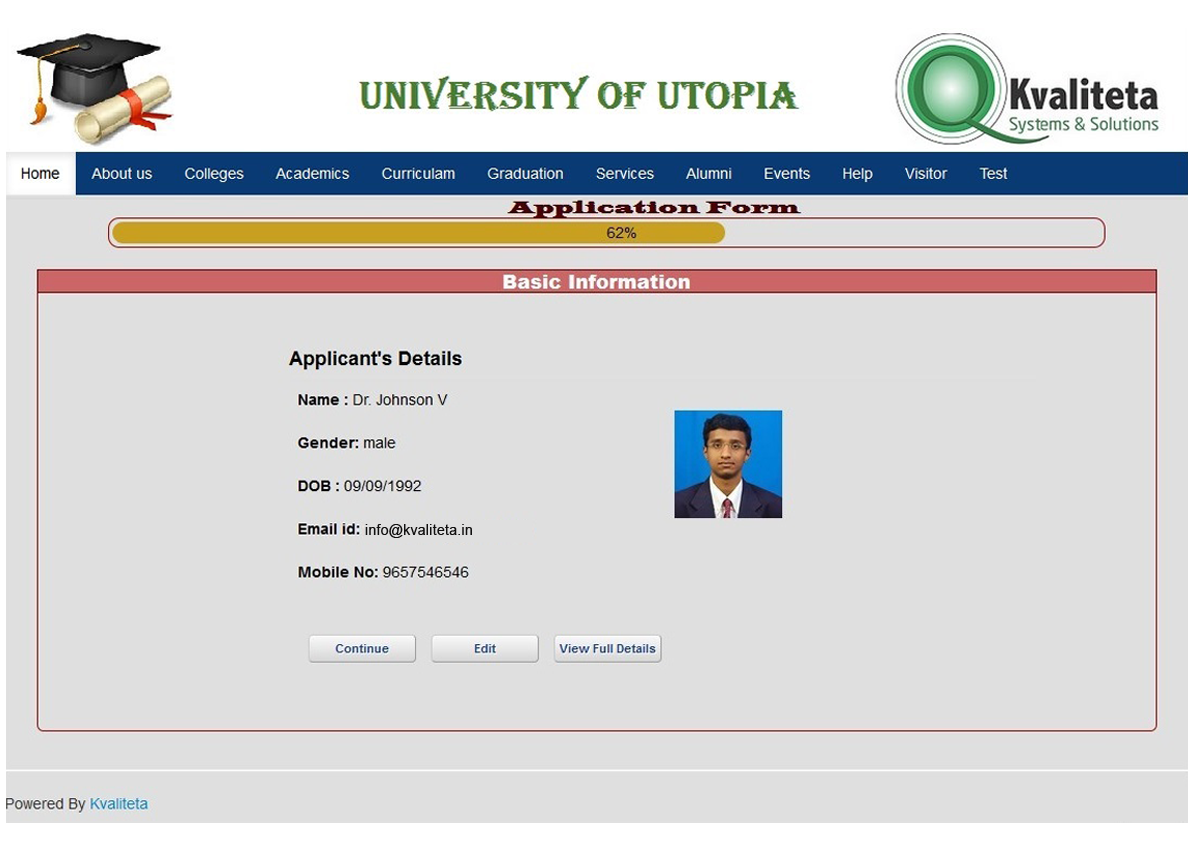 UNIVERSITY OF UTOPIA
Kvaliteta
Systems & Solutions
Home About us Colleges Academics Curriculam Graduation Services Alumni Events Help Visitor Test
Application Form
62%
Basic Information
Applicant's Details
Name : Dr. Johnson V
Gender: male
DOB : 09/09/1992
Email id: info@kvaliteta.in
Mobile No: 9657546546
Continue Edit View Full Details
Powered By Kvaliteta